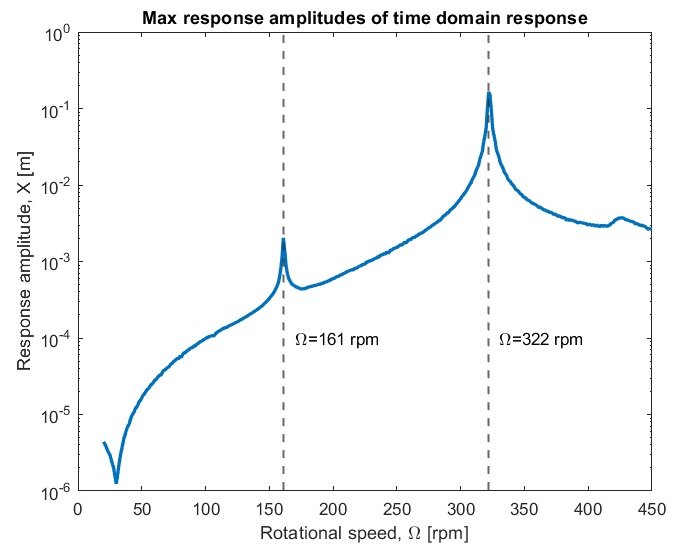 Max response amplitudes of time domain response
10^0
10^-1
10^-2
10^-3
10^-4
10^-5
10^-6
Response amplitude, X [m]
Ω=161 rpm
Ω=322 rpm
0 50 100 150 200 250 300 350 400 450
Rotational speed, Ω [rpm]